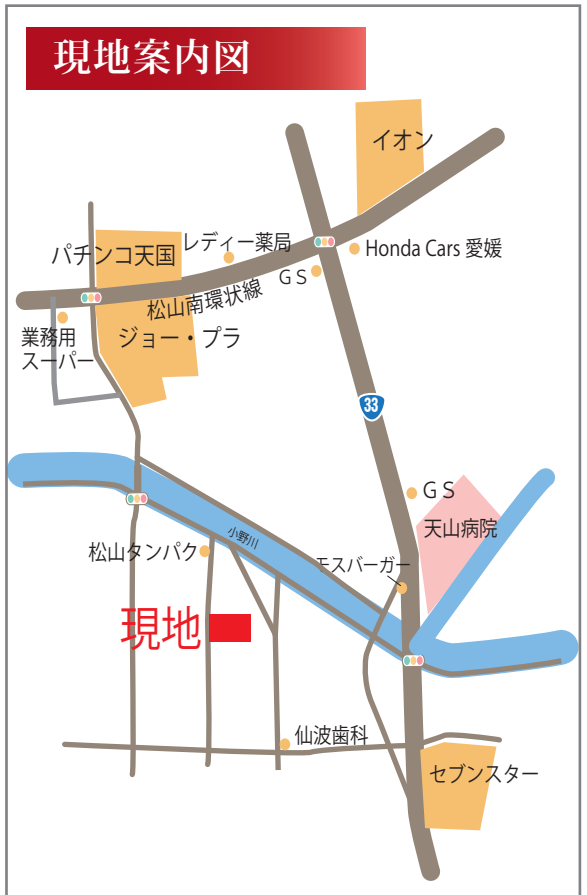 現地案内図
イオン
レディー薬局
パチンコ天国
Honda Cars 愛媛
GS
松山南環状線
業務用
スーパー
ジョー・プラ
33
GS
天山病院
小野川
松山タンパク
モスバーガー
現地
仙波歯科
セブンスター